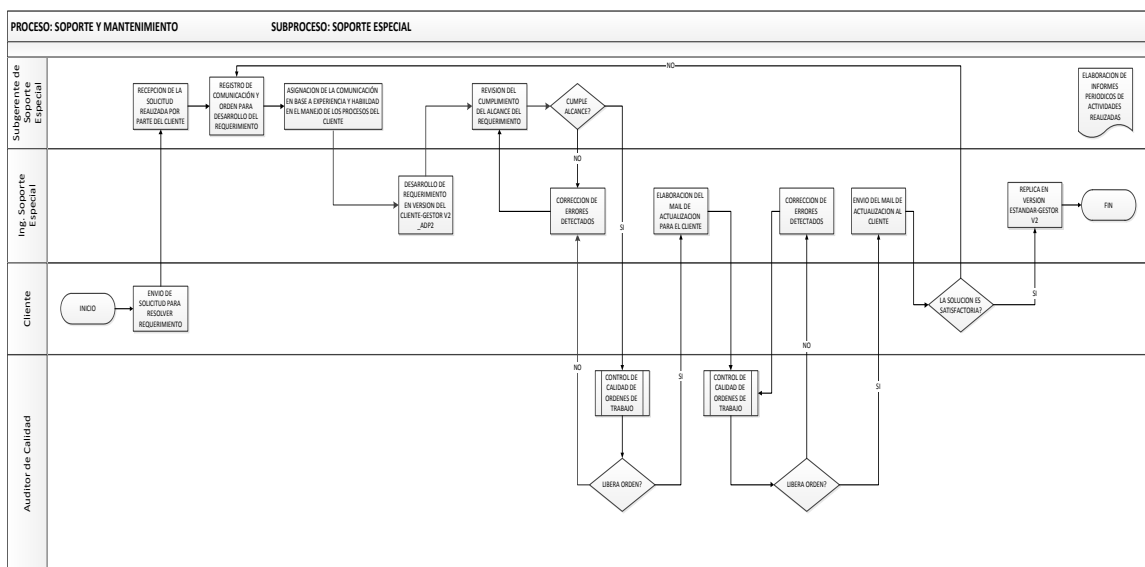 PROCESO: SOPORTE Y MANTENIMIENTO SUBPROCESO: SOPORTE ESPECIAL
Subgerente de
Soporte
Especial
RECEPCION DE LA
SOLICITUD
REALIZADA POR
PARTE DEL CLIENTE
REGISTRO DE
COMUNICACIÓN Y
ORDEN PARA
DESARROLLO DEL
REQUERIMIENTO
ASIGNACION DE LA COMUNICACIÓN
EN BASE A EXPERIENCIA Y HABILIDAD
EN EL MANEJO DE LOS PROCESOS DEL
CLIENTE
REVISION DEL
CUMPLIMIENTO
DEL ALCANCE DEL
REQUERIMIENTO
CUMPLE
ALCANCE?
NO
SI
NO
ELABORACION DE
INFORMES
PERIODICOS DE
ACTIVIDADES
REALIZADAS
Ing. Soporte
Especial
DESARROLLO DE
REQUERIMIENTO
EN VERSION DEL
CLIENTE-GESTOR V2
_ADP2
CORRECCION DE
ERRORES
DETECTADOS
ELABORACION DEL
MAIL DE
ACTUALIZACION
PARA EL CLIENTE
CORRECCION DE
ERRORES
DETECTADOS
ENVIO DEL MAIL DE
ACTUALIZACION AL
CLIENTE
REPLICA EN
VERSION
ESTANDAR-GESTOR
V2
FIN
Cliente
INICIO
ENVIO DE
SOLICITUD PARA
RESOLVER
REQUERIMIENTO
LA SOLUCION ES
SATISFACTORIA?
SI
Auditor de Calidad
NO
CONTROL DE
CALIDAD DE
ORDENES DE
TRABAJO
SI
CONTROL DE
CALIDAD DE
ORDENES DE
TRABAJO
NO
SI
LIBERA ORDEN?
LIBERA ORDEN?